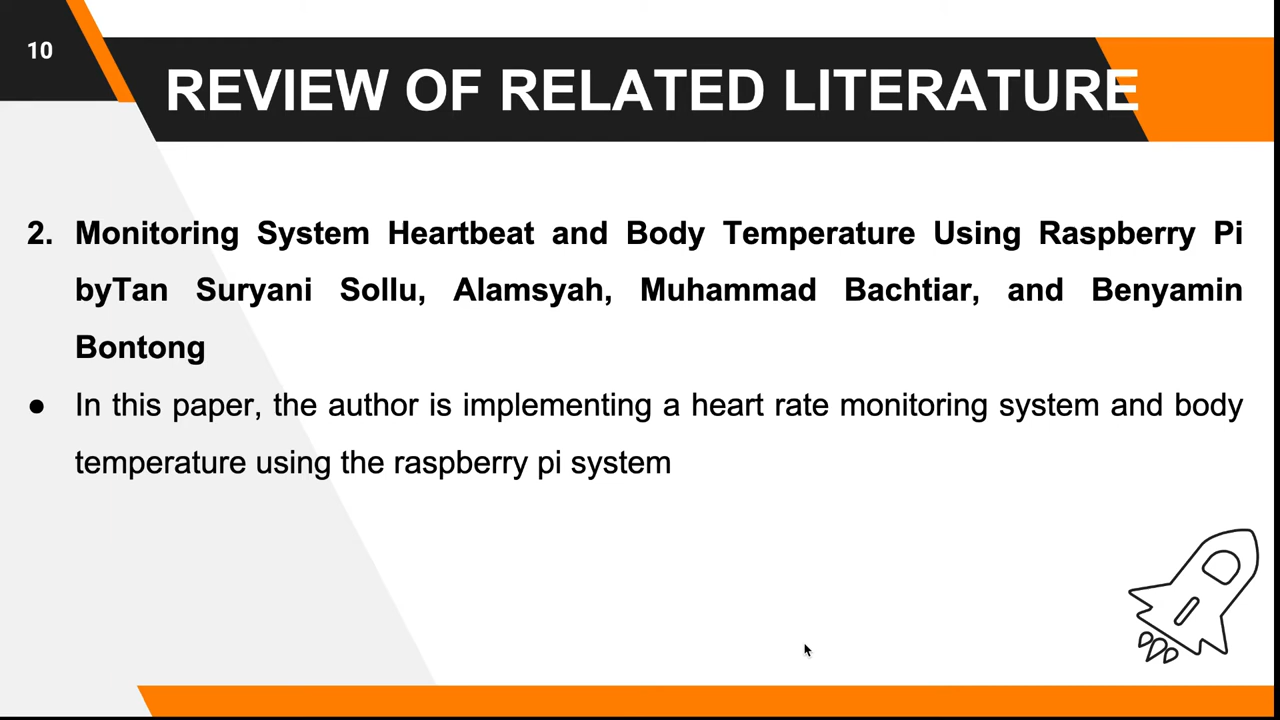 10
REVIEW OF RELATED LITERATURE
2. Monitoring System Heartbeat and Body Temperature Using Raspberry Pi
byTan Suryani Sollu, Alamsyah, Muhammad Bachtiar, and Benyamin
Bontong
● In this paper, the author is implementing a heart rate monitoring system and body
temperature using the raspberry pi system